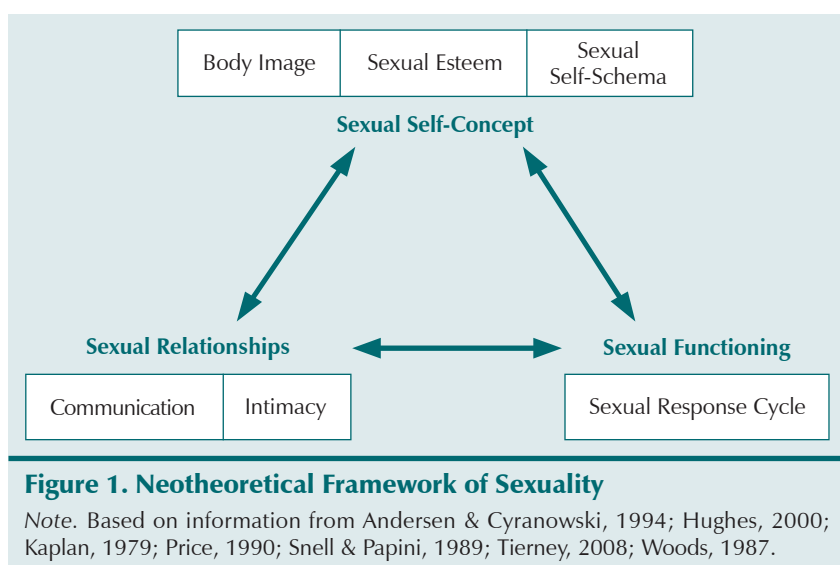 Body Image
Sexual Esteem
Sexual
Self-Schema
Sexual Self-Concept
Sexual Relationships
Sexual Functioning
Communication
Intimacy
Sexual Response Cycle
Figure 1. Neotheoretical Framework of Sexuality
Note. Based on information from Andersen & Cyranowski, 1994; Hughes, 2000;
Kaplan, 1979; Price, 1990; Snell & Papini, 1989; Tierney, 2008; Woods, 1987.